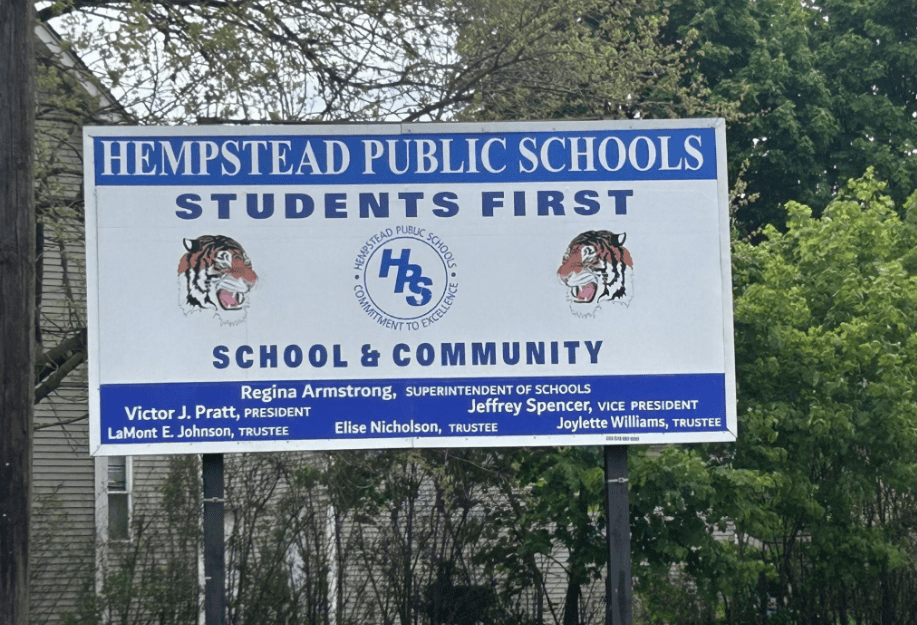 HEMPSTEAD PUBLIC SCHOOLS
STUDENTS FIRST
• HEMPSTEAD PUBLIC SCHOOLS •
COMMITMENT TO EXCELLENCE
HPS
SCHOOL & COMMUNITY
Regina Armstrong, SUPERINTENDENT OF SCHOOLS
Victor J. Pratt, PRESIDENT
Jeffrey Spencer, VICE PRESIDENT
LaMont E. Johnson, TRUSTEE
Elise Nicholson, TRUSTEE
Joylette Williams, TRUSTEE